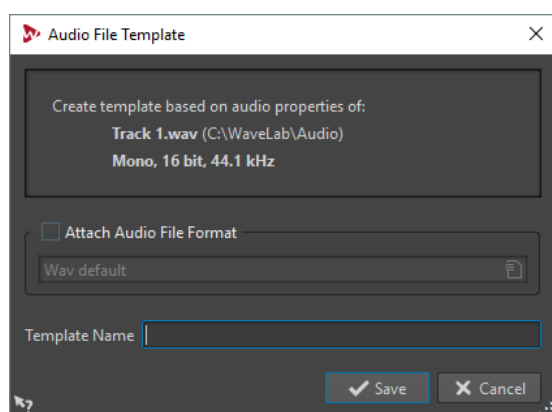 Audio File Template
Create template based on audio properties of:
Track 1.wav (C:\WaveLab\Audio)
Mono, 16 bit, 44.1 kHz
Attach Audio File Format
Wav default
Template Name
Save Cancel
?